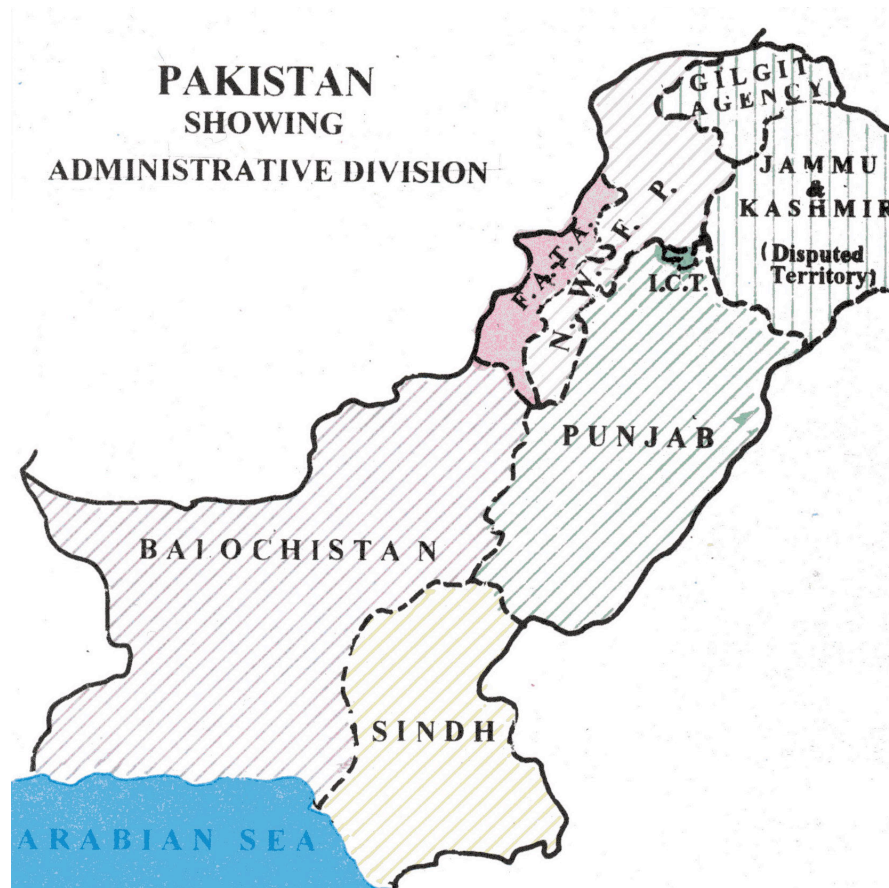 PAKISTAN
SHOWING
ADMINISTRATIVE DIVISION
GILGIT
AGENCY
JAMMU
&
KASHMIR
(Disputed
Territory)
F.A.T.A.
N.W.F.P.
I.C.T.
PUNJAB
BALOCHISTAN
SINDH
ARABIAN SEA